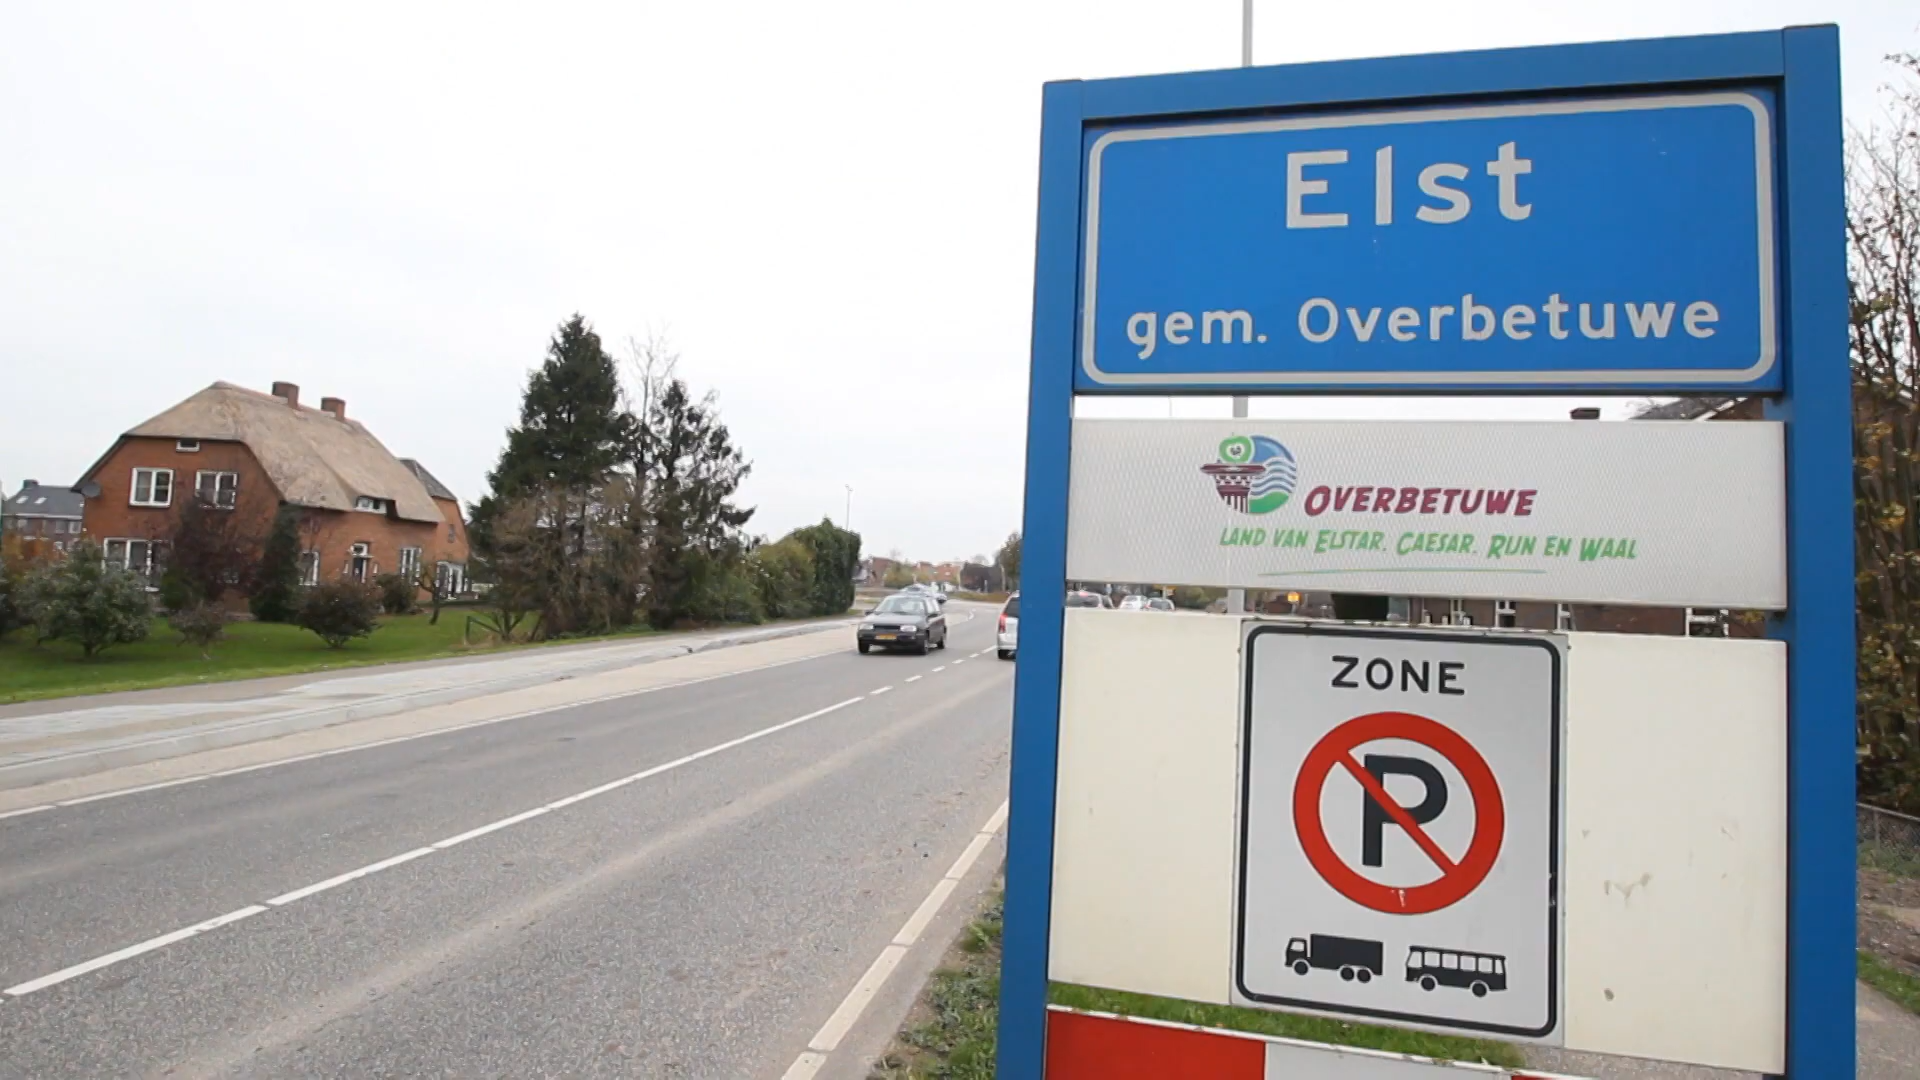 Elst
gem. Overbetuwe
OVERBETUWE
LAND VAN ELSTAR, CAESAR, RIJN EN WAAL
ZONE
P